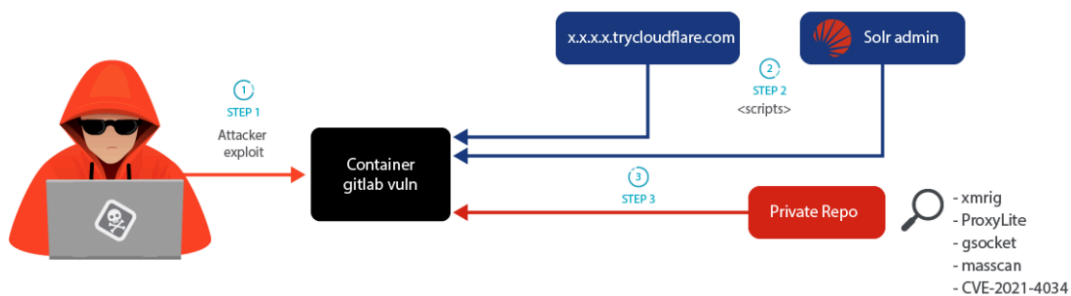 1
STEP 1
Attacker
exploit
Container
gitlab vuln
x.x.x.x.trycloudflare.com
Solr admin
2
STEP 2
<scripts>
3
STEP 3
Private Repo
- xmrig
- ProxyLite
- gsocket
- masscan
- CVE-2021-4034